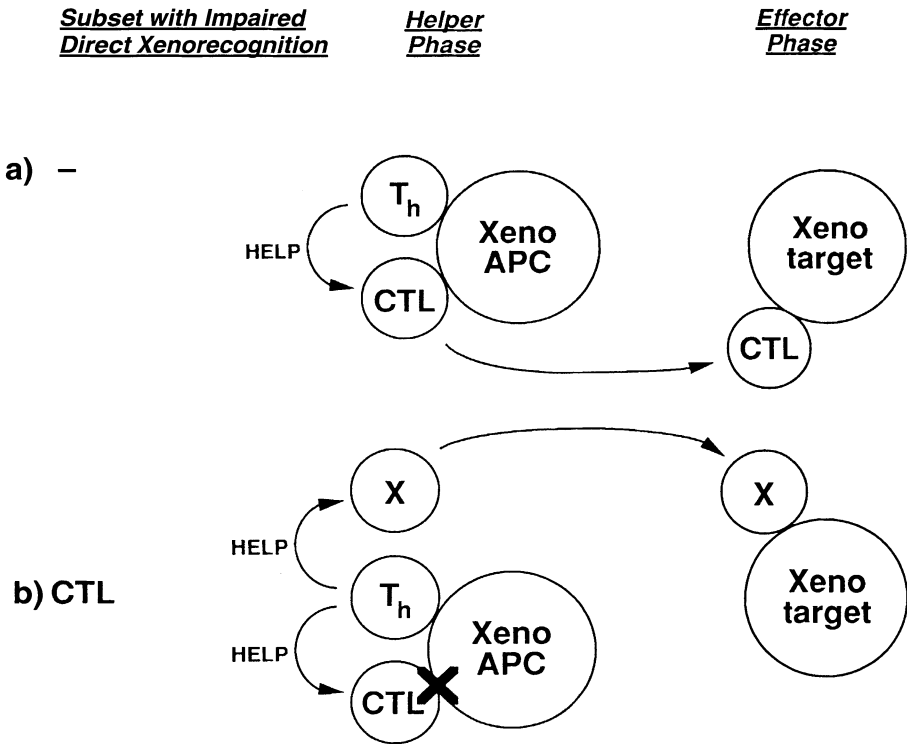 Subset with Impaired
Direct Xenorecognition
Helper
Phase
Effector
Phase
a) –
Th
HELP
CTL
Xeno
APC
Xeno
target
CTL
X
HELP
b) CTL
Th
HELP
CTL
Xeno
APC
X
Xeno
target